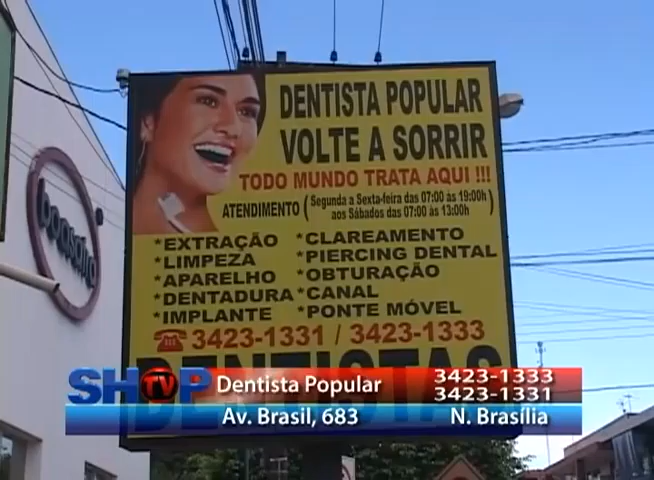 DENTISTA POPULAR
VOLTE A SORRIR
TODO MUNDO TRATA AQUI !!!
ATENDIMENTO (Segunda a Sexta-feira das 07:00 às 19:00h
aos Sábados das 07:00 às 13:00h)
*EXTRAÇÃO
*LIMPEZA
*APARELHO
*DENTADURA
*IMPLANTE
*CLAREAMENTO
*PIERCING DENTAL
*OBTURAÇÃO
*CANAL
*PONTE MÓVEL
3423-1331 / 3423-1333
DENTISTAS
boasafra
SHOP TV
Dentista Popular
3423-1333
3423-1331
Av. Brasil, 683
N. Brasília